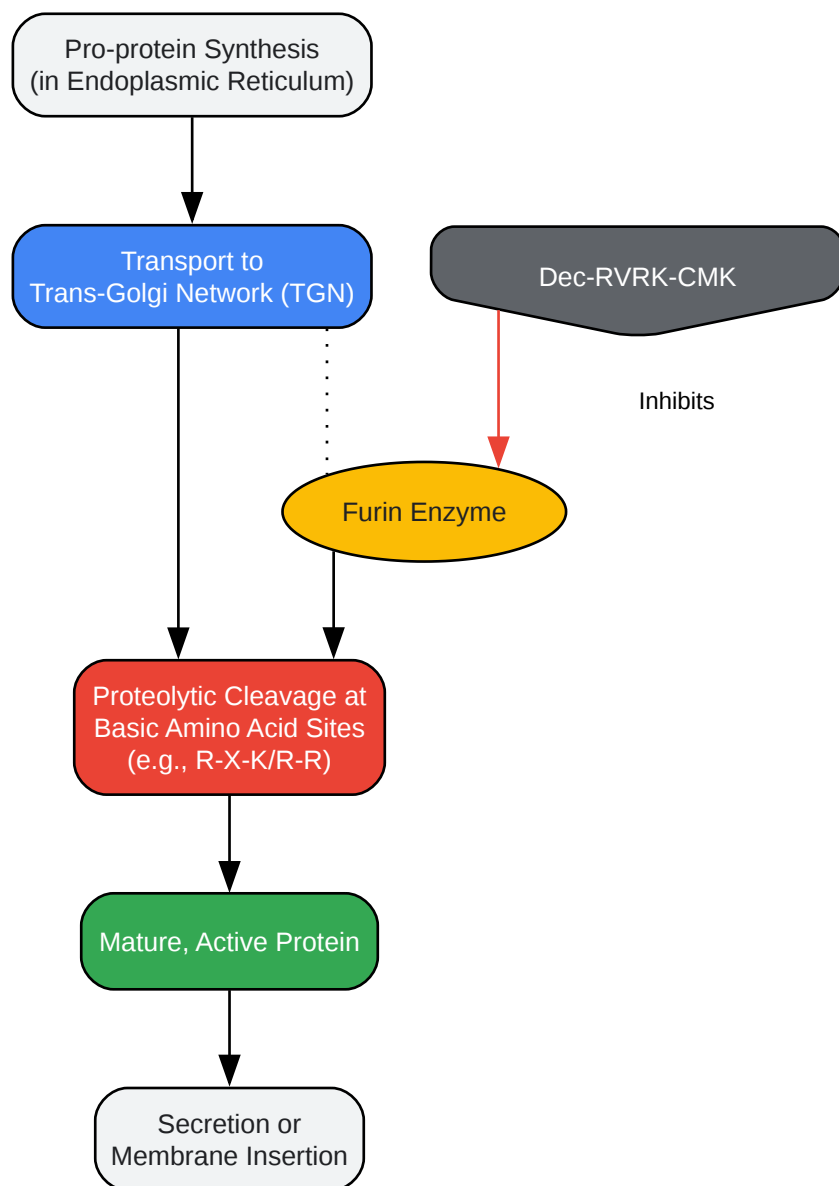 Pro-protein Synthesis
(in Endoplasmic Reticulum)
Transport to
Trans-Golgi Network (TGN)
Dec-RVRK-CMK
Inhibits
Furin Enzyme
Proteolytic Cleavage at
Basic Amino Acid Sites
(e.g., R-X-K/R-R)
Mature, Active Protein
Secretion or
Membrane Insertion